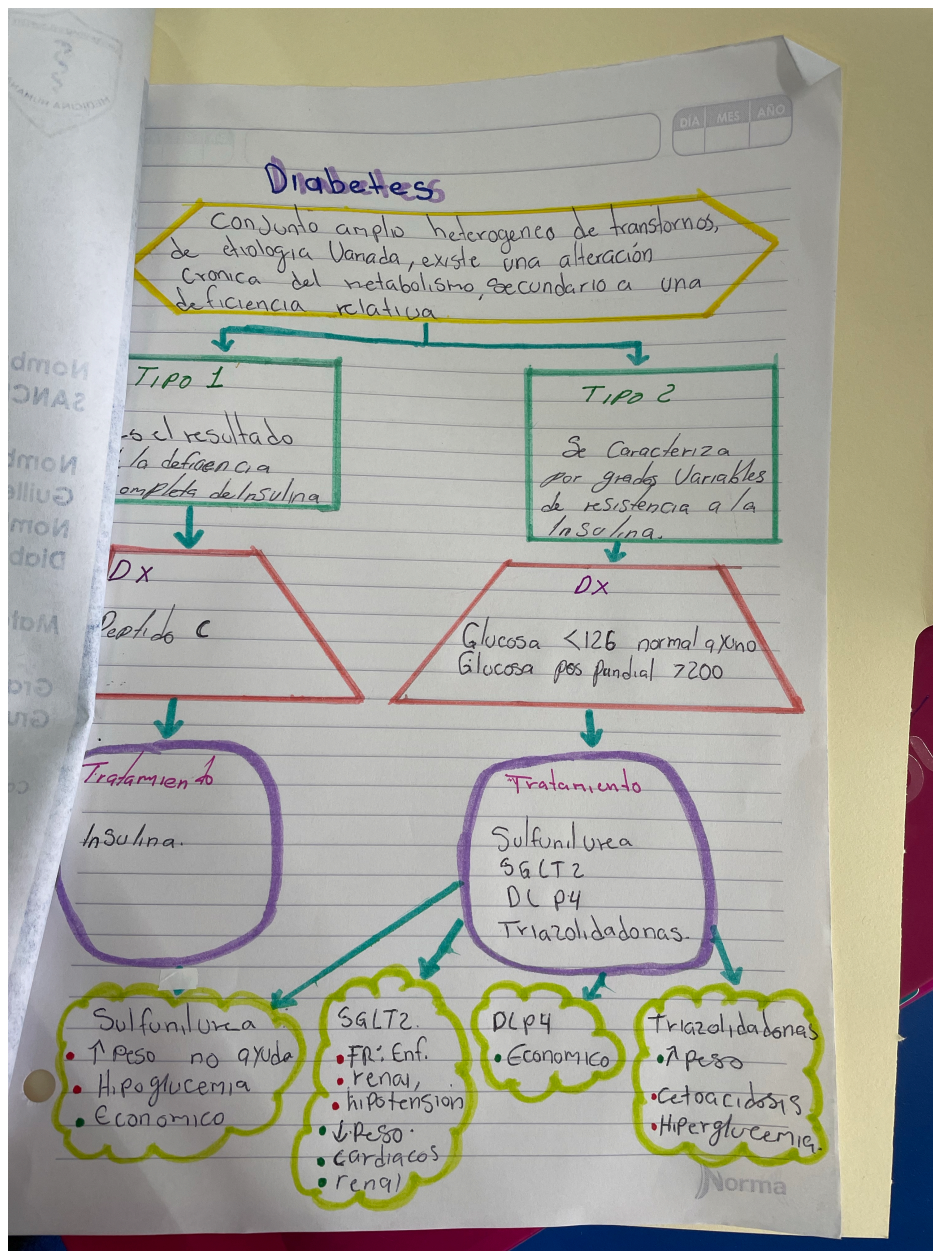 DIA MES AÑO
Diabetes
Conjunto amplio heterogeneo de transtornos,
de etiologia Variada, existe una alteración
Cronica del metabolismo, Secundario a una
deficiencia relativa
TIPO 1
es el resultado
la deficencia
ompleta de Insulina
TIPO 2
Se Caracteriza
por grados Variables
de resistencia a la
Insulina.
DX
Peptido C
DX
Glucosa <126 normal ayuno
Glucosa pos pandial >200
Tratamiento
Insulina.
Tratamiento
Sulfunilurea
SGLT2
DLP4
Triazolidadonas.
Sulfunilurea
• ↑ Peso no ayuda
• Hipoglucemia
• Economico
SGLT2.
• FR: Enf.
• renal,
• hipotension
• ↓ Peso.
• cardiacos
• renal
DLP4
• Economico
Triazolidadonas
• ↑ Peso
• Cetoacidosis
• Hiperglucemia.
Norma